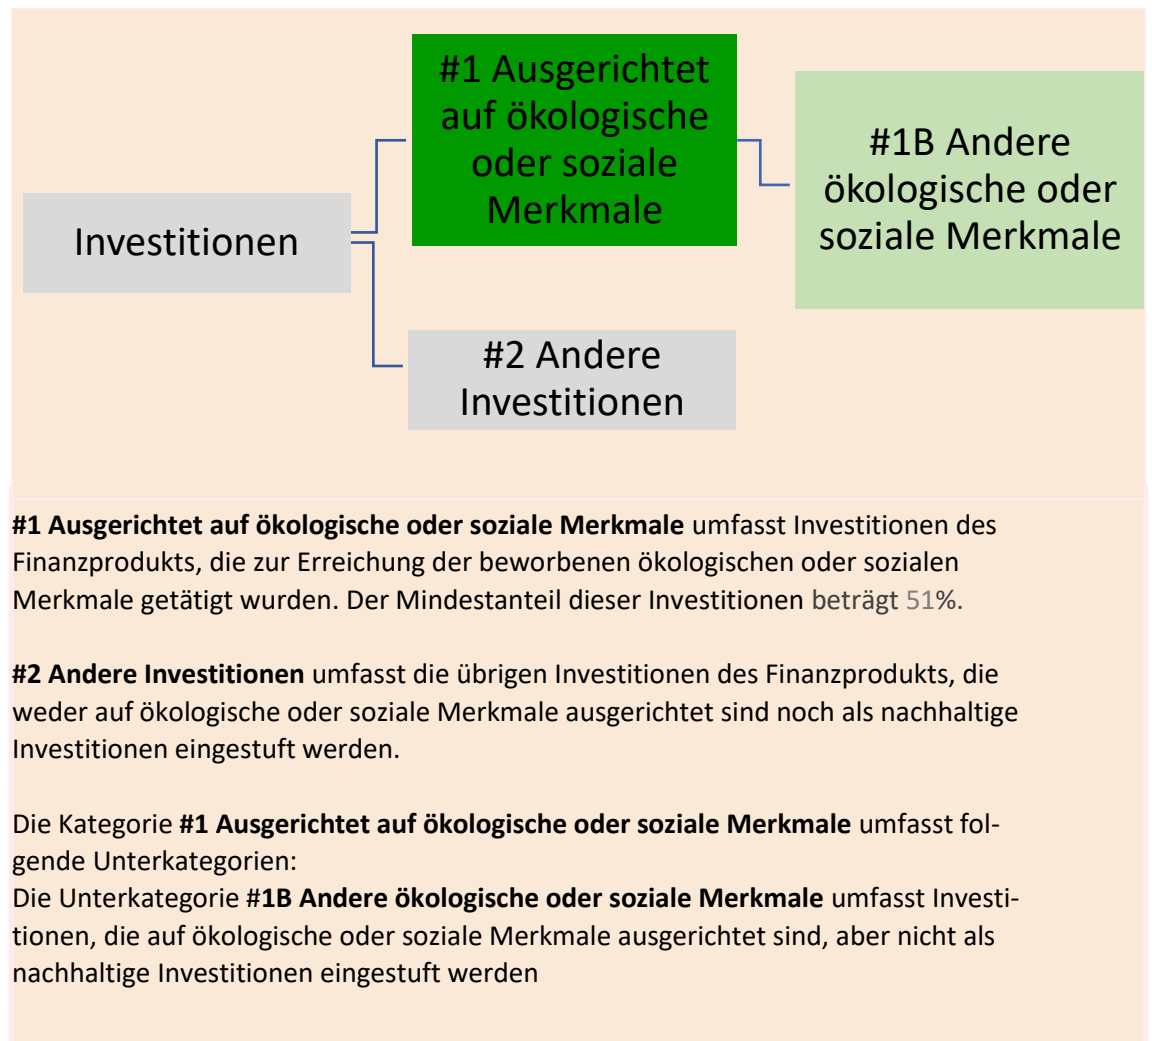 #1 Ausgerichtet
auf ökologische
oder soziale
Merkmale
#1B Andere
ökologische oder
soziale Merkmale
Investitionen
#2 Andere
Investitionen
#1 Ausgerichtet auf ökologische oder soziale Merkmale umfasst Investitionen des
Finanzprodukts, die zur Erreichung der beworbenen ökologischen oder sozialen
Merkmale getätigt wurden. Der Mindestanteil dieser Investitionen beträgt 51%.
#2 Andere Investitionen umfasst die übrigen Investitionen des Finanzprodukts, die
weder auf ökologische oder soziale Merkmale ausgerichtet sind noch als nachhaltige
Investitionen eingestuft werden.
Die Kategorie #1 Ausgerichtet auf ökologische oder soziale Merkmale umfasst fol-
gende Unterkategorien:
Die Unterkategorie #1B Andere ökologische oder soziale Merkmale umfasst Investi-
tionen, die auf ökologische oder soziale Merkmale ausgerichtet sind, aber nicht als
nachhaltige Investitionen eingestuft werden